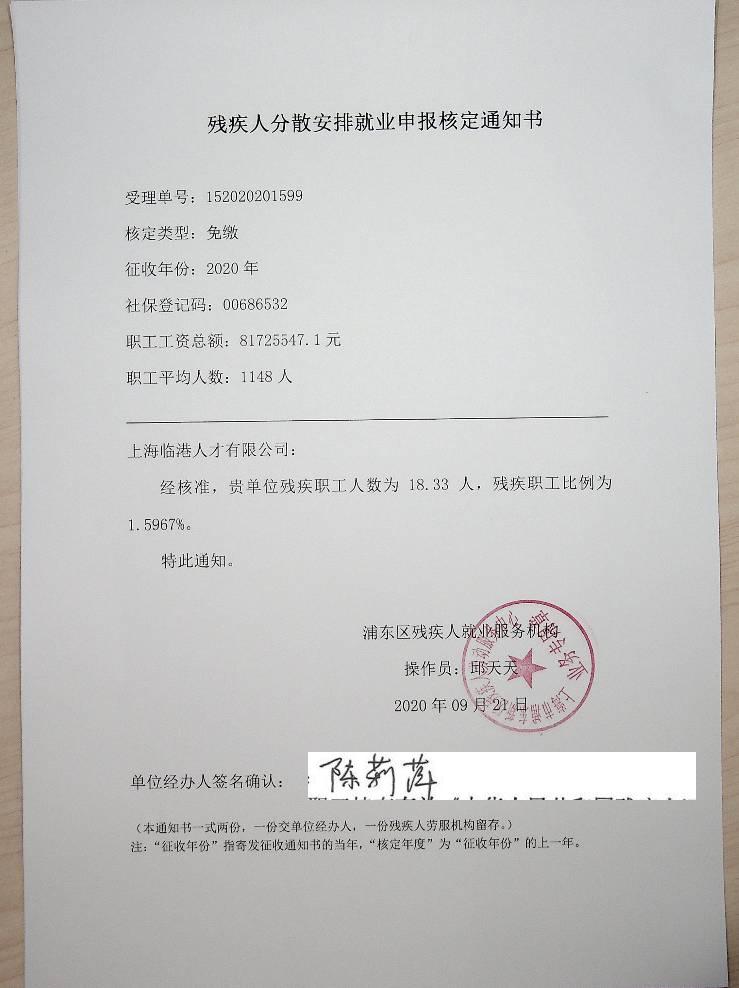 残疾人分散安排就业申报核定通知书
受理单号：152020201599
核定类型：免缴
征收年份：2020 年
社保登记码：00686532
职工工资总额：81725547.1 元
职工平均人数：1148 人
上海临港人才有限公司：
经核准，贵单位残疾职工人数为 18.33 人，残疾职工比例为
1.5967%。
特此通知。
浦东区残疾人就业服务机构
操作员：邱天天
2020 年 09 月 21 日
业务专用章
单位经办人签名确认：
陈莉萍
（本通知书一式两份，一份交单位经办人，一份残疾人劳服机构留存。）
注：“征收年份”指寄发征收通知书的当年，“核定年度”为“征收年份”的上一年。